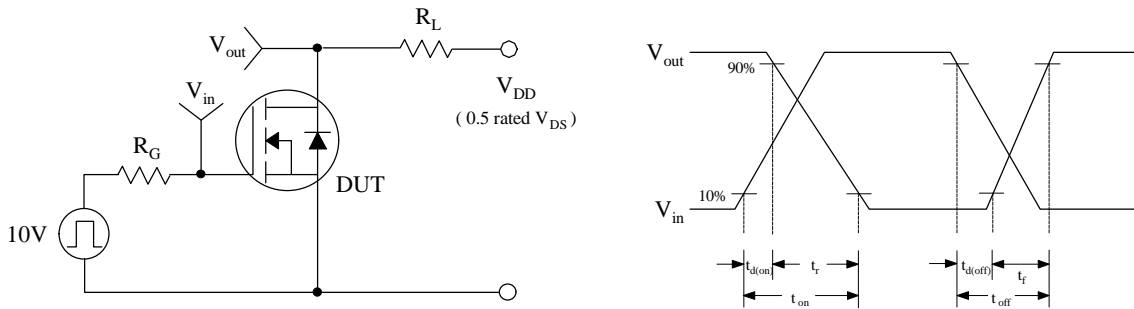 R_L
V_out
V_in
V_DD
( 0.5 rated V_DS )
R_G
DUT
10V
V_out
90%
10%
V_in
t_d(on)
t_r
t_on
t_d(off)
t_f
t_off